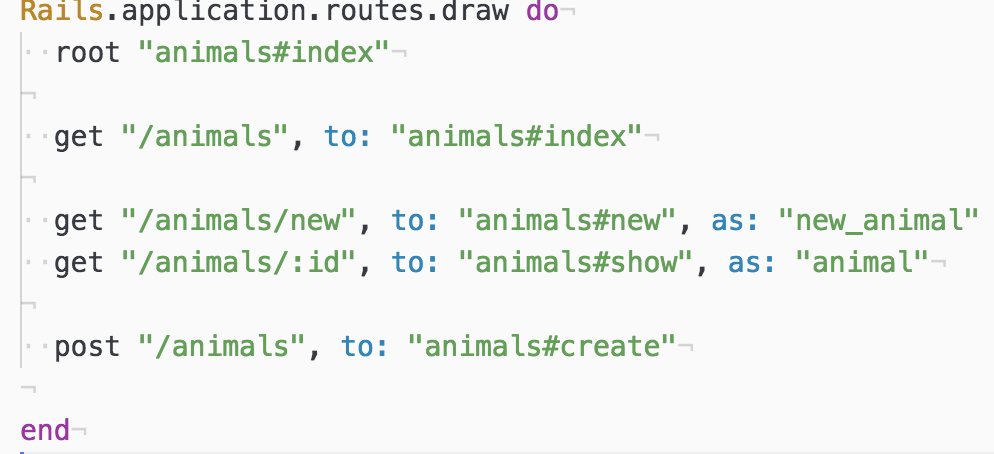 Rails.application.routes.draw do
  root "animals#index"

  get "/animals", to: "animals#index"

  get "/animals/new", to: "animals#new", as: "new_animal"
  get "/animals/:id", to: "animals#show", as: "animal"

  post "/animals", to: "animals#create"

end